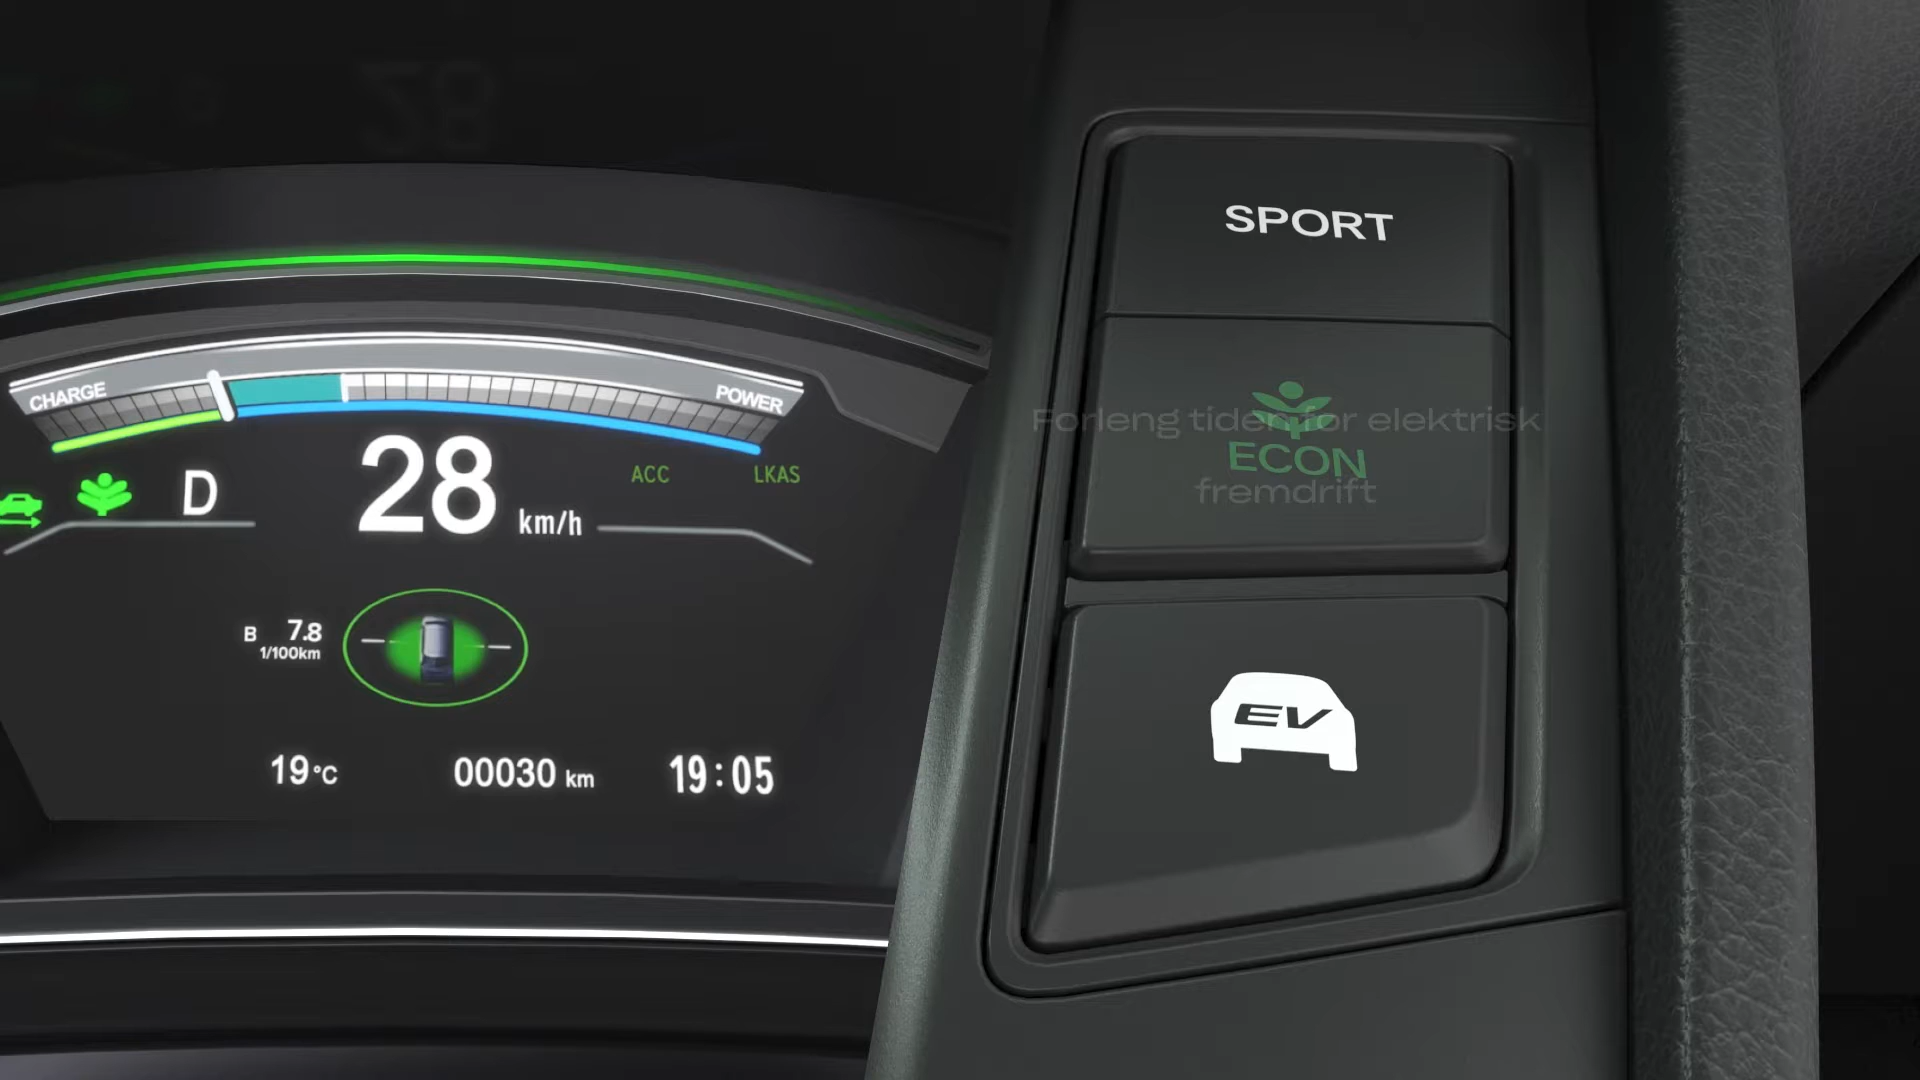 CHARGE
POWER
D
28 km/h
ACC
LKAS
B 7.8
1/100km
19°C
00030 km
19:05
SPORT
Forleng tiden for elektrisk
fremdrift
ECON
EV